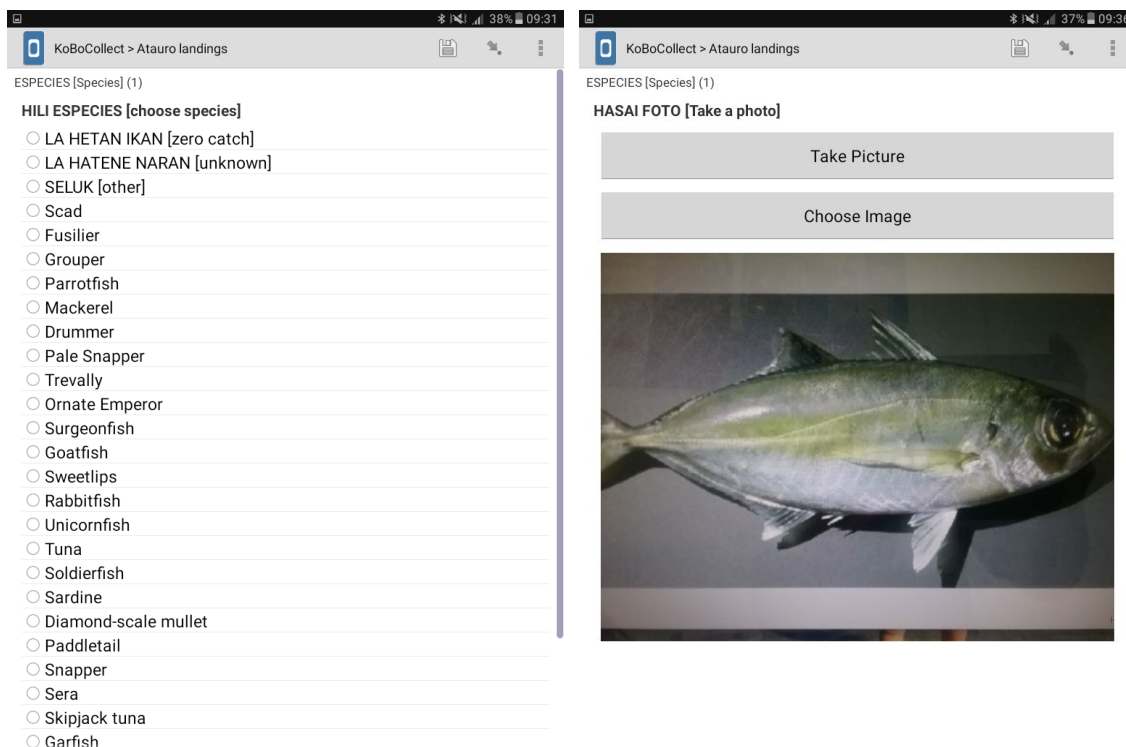 38% 09:31
KoBoCollect > Atauro landings
ESPECIES [Species] (1)
HILI ESPECIES [choose species]
LA HETAN IKAN [zero catch]
LA HATENE NARAN [unknown]
SELUK [other]
Scad
Fusilier
Grouper
Parrotfish
Mackerel
Drummer
Pale Snapper
Trevally
Ornate Emperor
Surgeonfish
Goatfish
Sweetlips
Rabbitfish
Unicornfish
Tuna
Soldierfish
Sardine
Diamond-scale mullet
Paddletail
Snapper
Sera
Skipjack tuna
Garfish
37% 09:36
KoBoCollect > Atauro landings
ESPECIES [Species] (1)
HASAI FOTO [Take a photo]
Take Picture
Choose Image